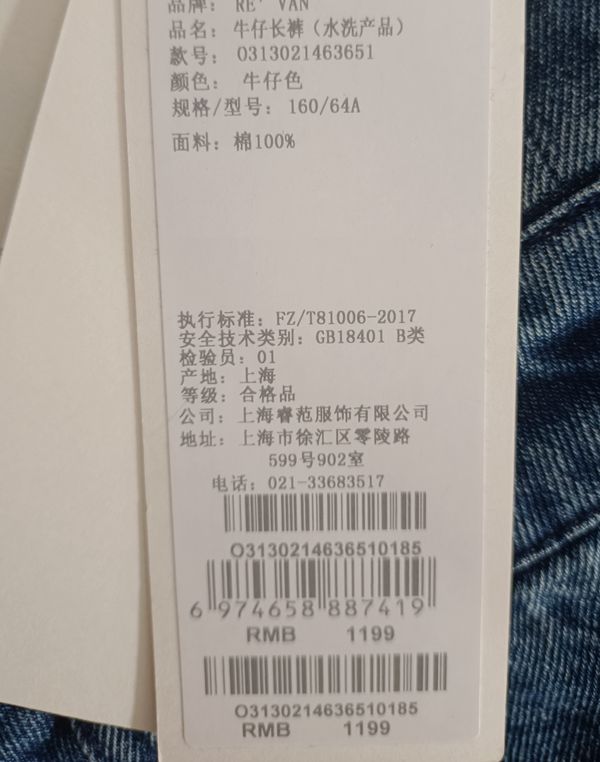 品牌: RE' VAN
品名: 牛仔长裤（水洗产品）
款号: O313021463651
颜色: 牛仔色
规格/型号: 160/64A
面料: 棉100%
执行标准: FZ/T81006-2017
安全技术类别: GB18401 B类
检验员: 01
产地: 上海
等级: 合格品
公司: 上海睿范服饰有限公司
地址: 上海市徐汇区零陵路
599号902室
电话: 021-33683517
O3130214636510185
6 974658 887419
RMB 1199
O3130214636510185
RMB 1199